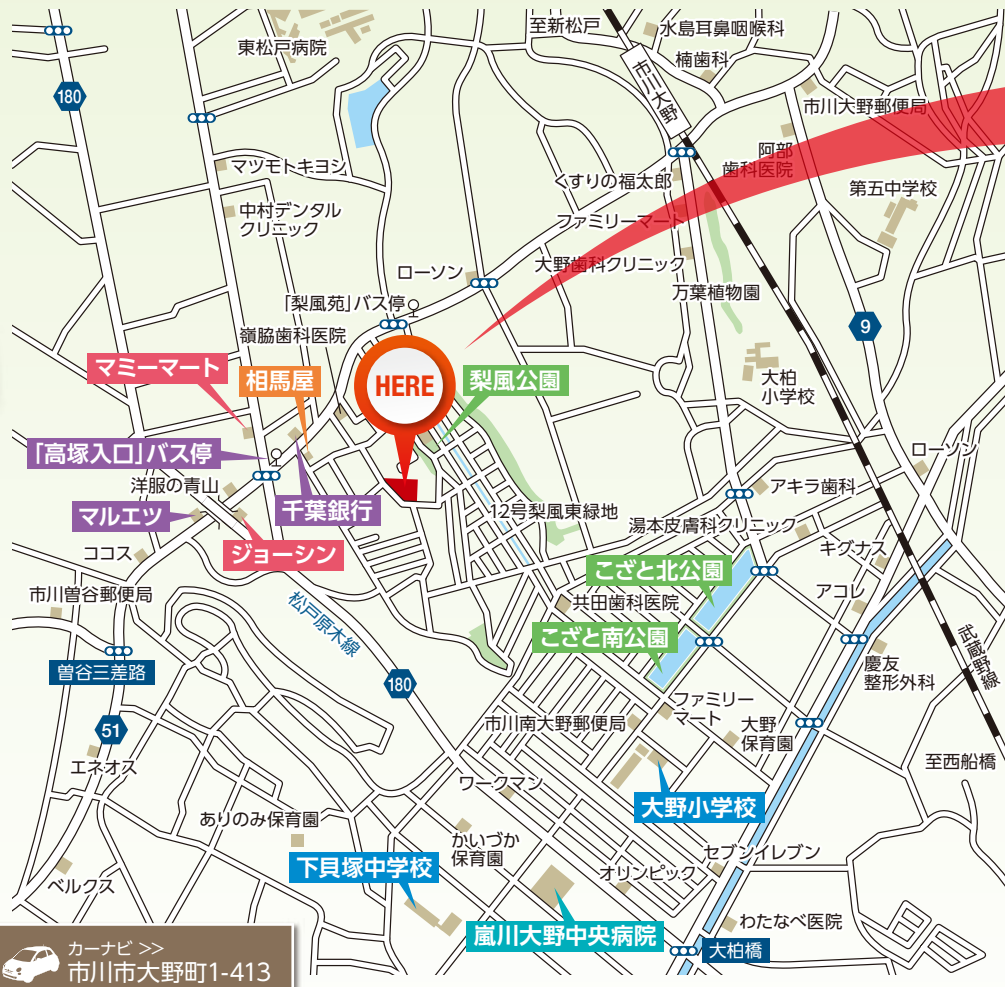 至新松戸
水島耳鼻咽喉科
東松戸病院
楠歯科
市川大野
180
市川大野郵便局
阿部
歯科医院
マツモトキヨシ
くすりの福太郎
第五中学校
中村デンタル
クリニック
ファミリーマート
大野歯科クリニック
ローソン
万葉植物園
「梨風苑」バス停
嶺脇歯科医院
9
マミーマート
相馬屋
HERE
梨風公園
大柏
小学校
「高塚入口」バス停
ローソン
洋服の青山
アキラ歯科
マルエツ
千葉銀行
12号梨風東緑地
湯本皮膚科クリニック
ジョーシン
キグナス
ココス
こざと北公園
アコレ
市川曽谷郵便局
松戸原木線
共田歯科医院
こざと南公園
武蔵野線
曽谷三差路
慶友
整形外科
180
ファミリー
マート
51
市川南大野郵便局
大野
保育園
エネオス
至西船橋
ワークマン
大野小学校
ありのみ保育園
かいづか
保育園
セブンイレブン
下貝塚中学校
オリンピック
ベルクス
わたなべ医院
嵐川大野中央病院
大柏橋
カーナビ >>
市川市大野町1-413